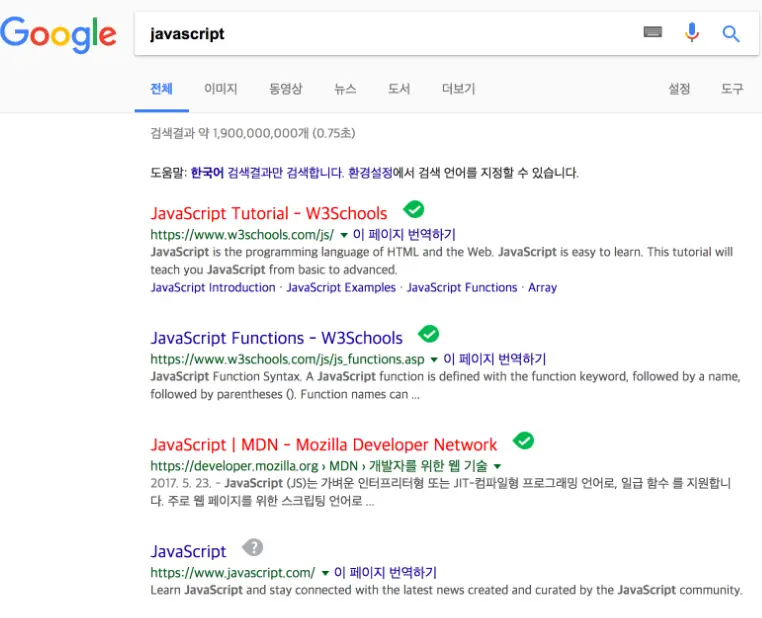 Google
javascript
전체 이미지 동영상 뉴스 도서 더보기 설정 도구
검색결과 약 1,900,000,000개 (0.75초)
도움말: 한국어 검색결과만 검색합니다. 환경설정에서 검색 언어를 지정할 수 있습니다.
JavaScript Tutorial - W3Schools
https://www.w3schools.com/js/ ▼ 이 페이지 번역하기
JavaScript is the programming language of HTML and the Web. JavaScript is easy to learn. This tutorial will
teach you JavaScript from basic to advanced.
JavaScript Introduction · JavaScript Examples · JavaScript Functions · Array
JavaScript Functions - W3Schools
https://www.w3schools.com/js/js_functions.asp ▼ 이 페이지 번역하기
JavaScript Function Syntax. A JavaScript function is defined with the function keyword, followed by a name,
followed by parentheses (). Function names can ...
JavaScript | MDN - Mozilla Developer Network
https://developer.mozilla.org › MDN › 개발자를 위한 웹 기술 ▼
2017. 5. 23. - JavaScript (JS)는 가벼운 인터프리터형 또는 JIT-컴파일형 프로그래밍 언어로, 일급 함수 를 지원합니
다. 주로 웹 페이지를 위한 스크립팅 언어로 ...
JavaScript ?
https://www.javascript.com/ ▼ 이 페이지 번역하기
Learn JavaScript and stay connected with the latest news created and curated by the JavaScript community.